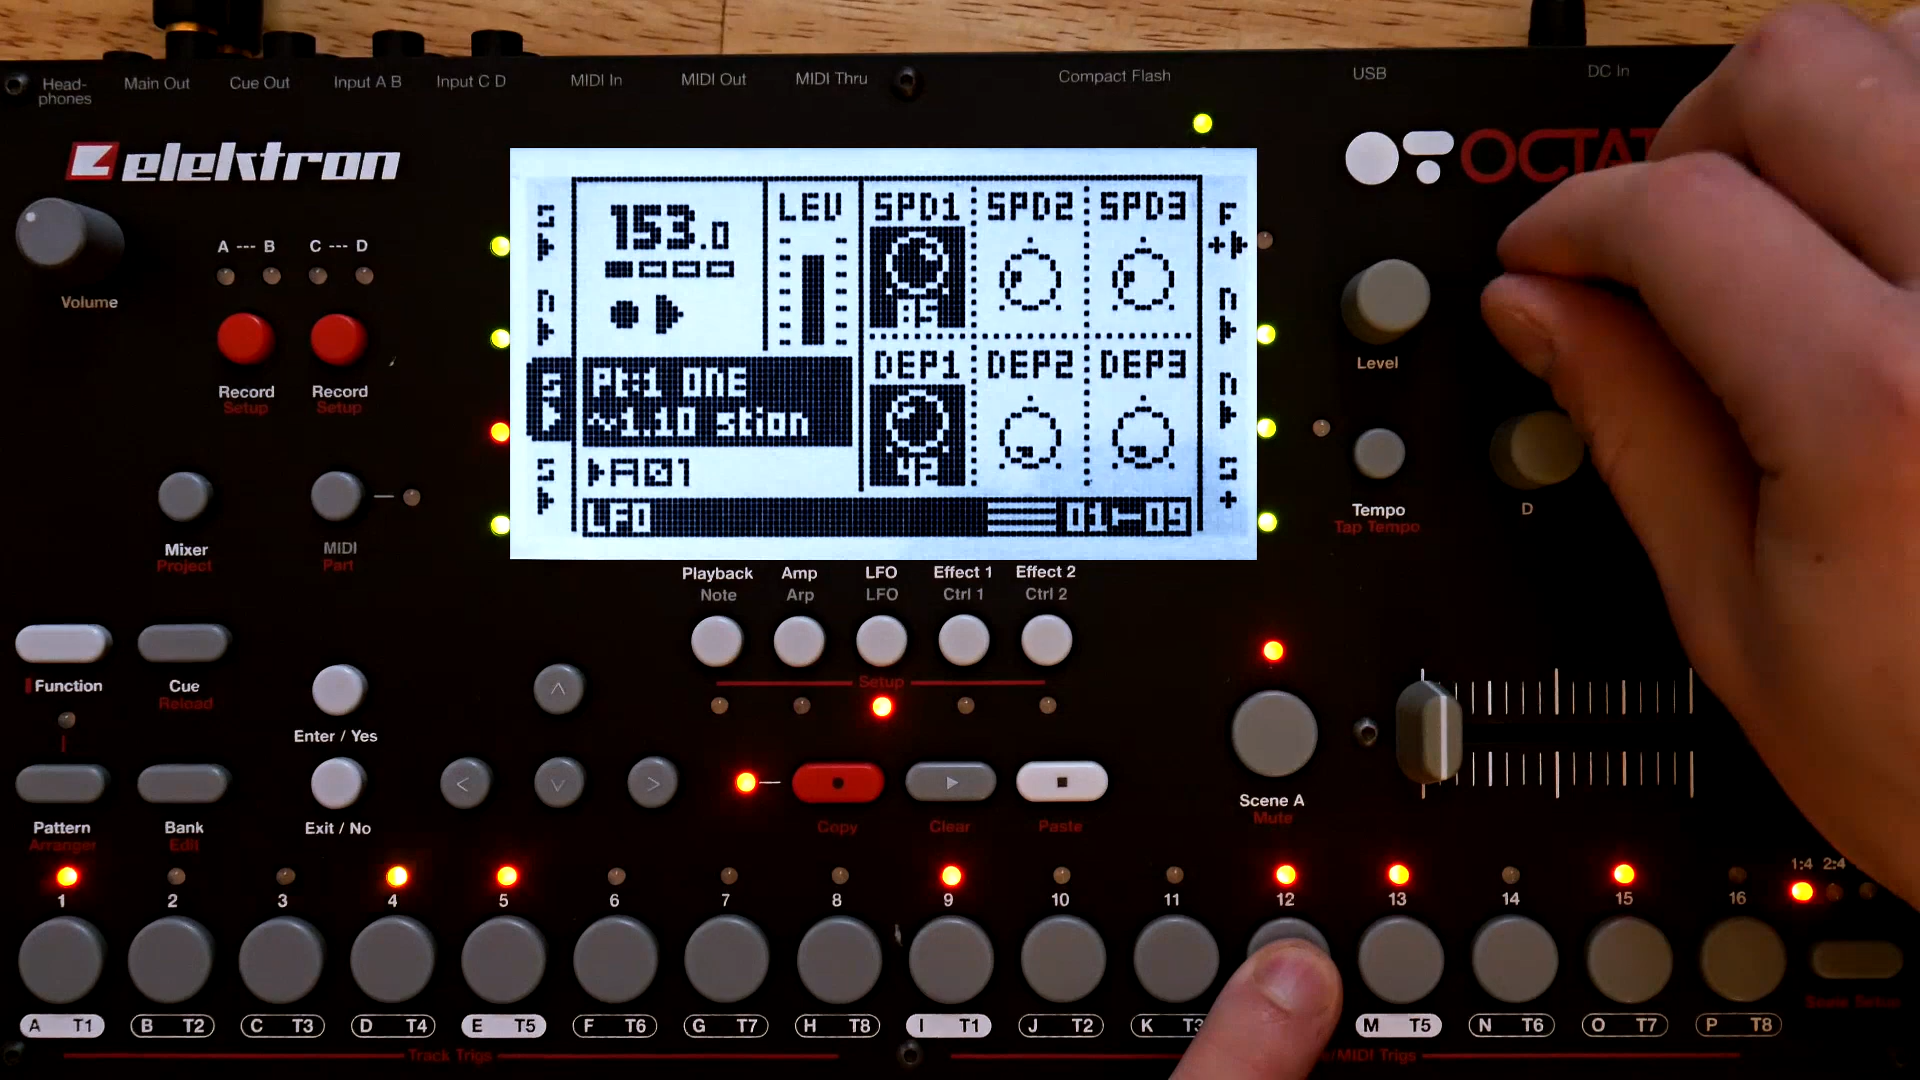 Head-
phones
Main Out
Cue Out
Input A B
Input C D
MIDI In
MIDI Out
MIDI Thru
Compact Flash
USB
DC In
elektron
OCTAT
Volume
A --- B
C --- D
Record
Setup
Record
Setup
153.0
LEV
SPD1
SPD2
SPD3
DEP1
DEP2
DEP3
A01
LFO
Level
Tempo
Tap Tempo
D
Mixer
Project
MIDI
Part
Playback
Note
Amp
Arp
LFO
LFO
Effect 1
Ctrl 1
Effect 2
Ctrl 2
Setup
Function
Cue
Reload
Enter / Yes
Exit / No
Pattern
Arranger
Bank
Edit
Copy
Clear
Paste
Scene A
Mute
1:4 2:4
1 2 3 4 5 6 7 8 9 10 11 12 13 14 15 16
Scale Setup
A T1
B T2
C T3
D T4
E T5
F T6
G T7
H T8
I T1
J T2
K T3
M T5
N T6
O T7
P T8
Track Trigs
/MIDI Trigs